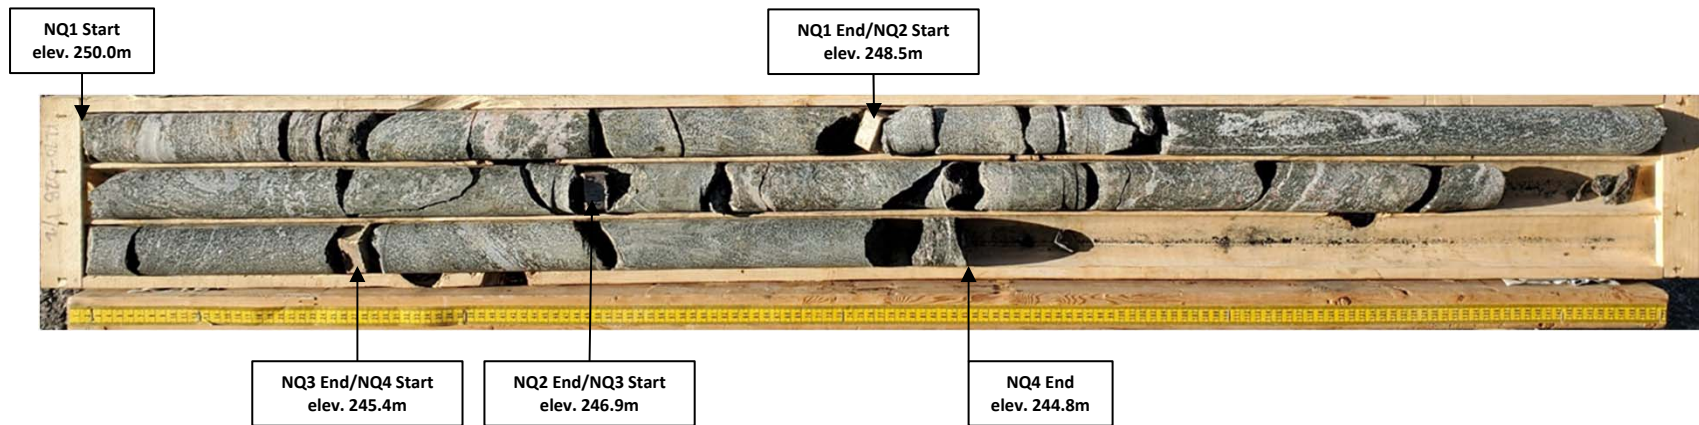 NQ1 Start
elev. 250.0m
NQ1 End/NQ2 Start
elev. 248.5m
NQ3 End/NQ4 Start
elev. 245.4m
NQ2 End/NQ3 Start
elev. 246.9m
NQ4 End
elev. 244.8m